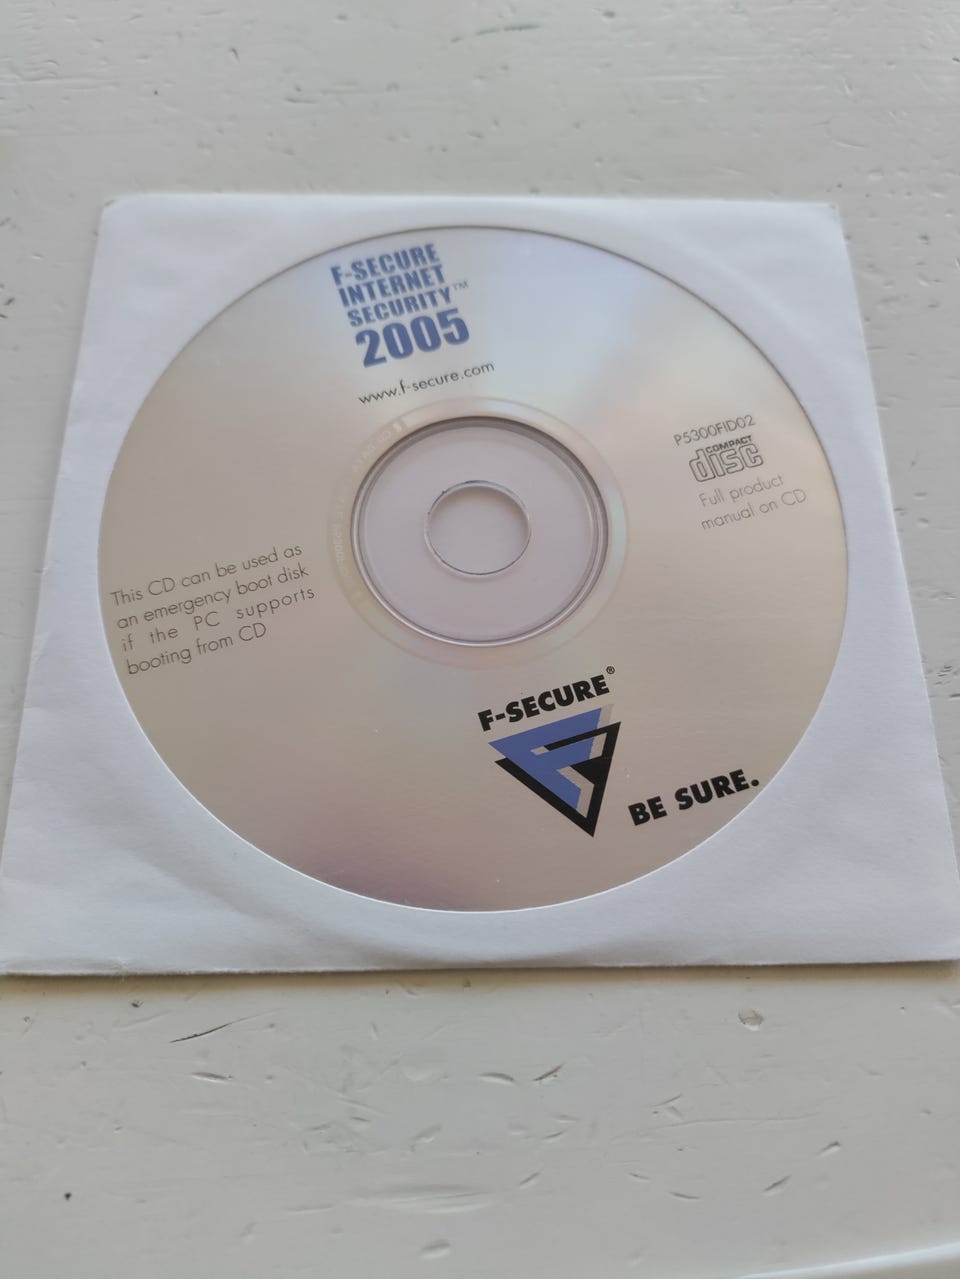 F-SECURE
INTERNET
SECURITY™
2005
www.f-secure.com
P5300FID02
COMPACT
disc
Full product
manual on CD
This CD can be used as
an emergency boot disk
if the PC supports
booting from CD
F-SECURE®
BE SURE.